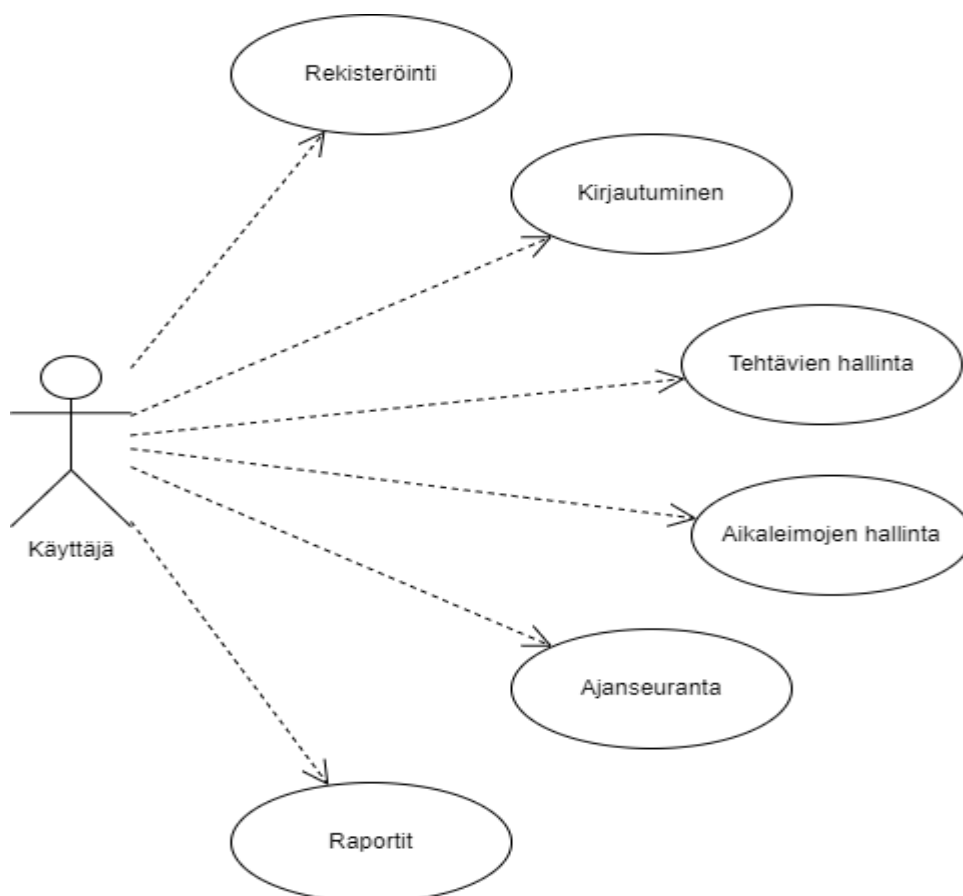 Rekisteröinti
Kirjautuminen
Tehtävien hallinta
Aikaleimojen hallinta
Käyttäjä
Ajanseuranta
Raportit